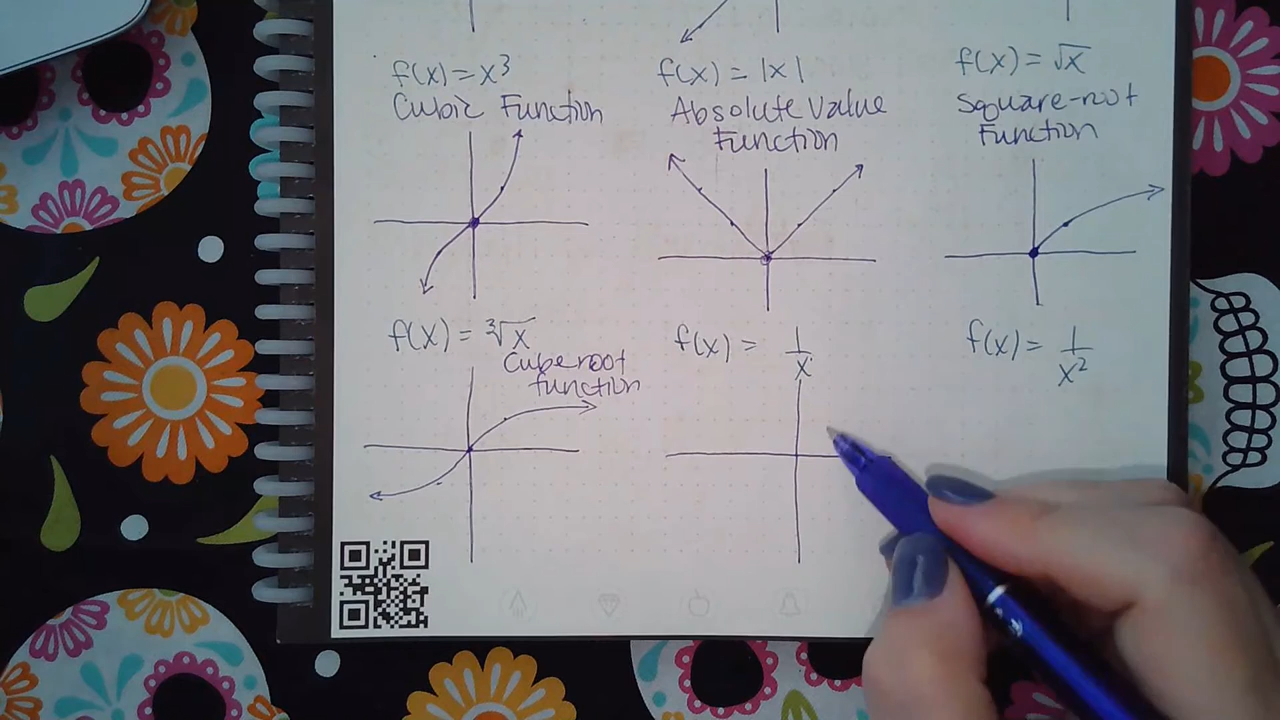 f(x) = x³
Cubic Function
f(x) = |x|
Absolute Value
Function
f(x) = √x
Square-root
Function
f(x) = ∛x
Cube root
function
f(x) = 1/x
f(x) = 1/x²